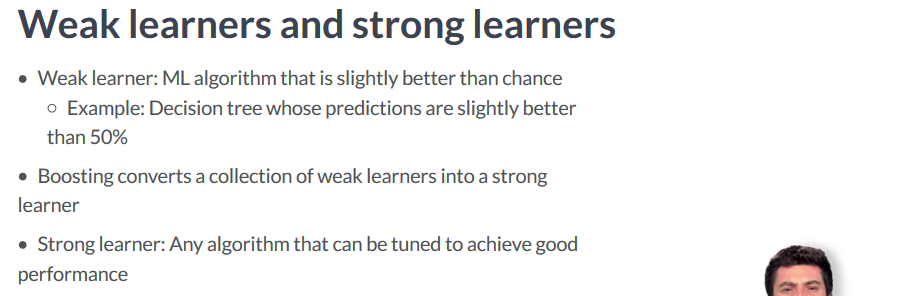 Weak learners and strong learners
• Weak learner: ML algorithm that is slightly better than chance
○ Example: Decision tree whose predictions are slightly better
than 50%
• Boosting converts a collection of weak learners into a strong
learner
• Strong learner: Any algorithm that can be tuned to achieve good
performance